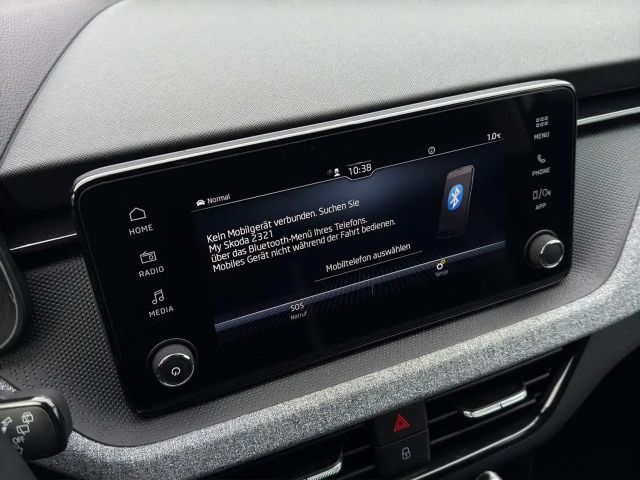 10:38
1.0°C
Normal
MENU
HOME
PHONE
RADIO
APP
MEDIA
Kein Mobilgerät verbunden. Suchen Sie
My Skoda 2321
über das Bluetooth-Menü Ihres Telefons.
Mobiles Gerät nicht während der Fahrt bedienen.
Mobiltelefon auswählen
SOS
Notruf
Setup